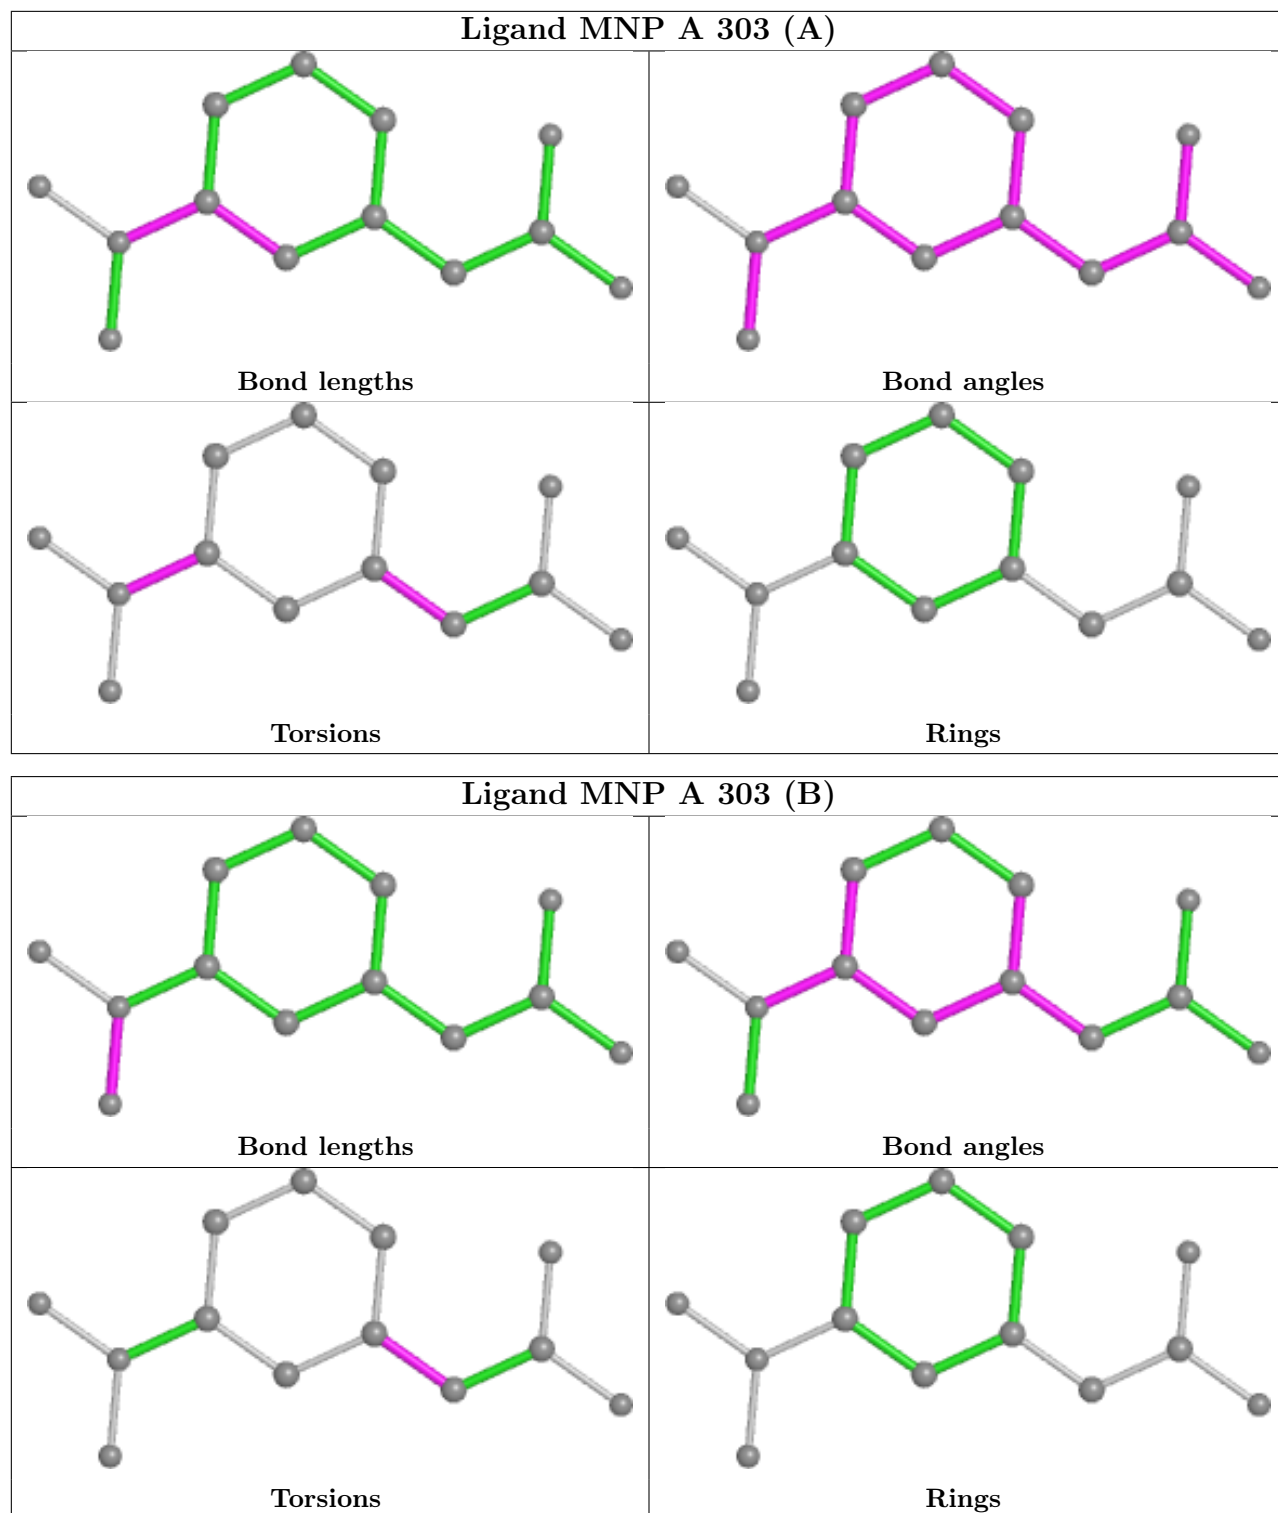 Ligand MNP A 303 (A)
Bond lengths
Bond angles
Torsions
Rings
Ligand MNP A 303 (B)
Bond lengths
Bond angles
Torsions
Rings